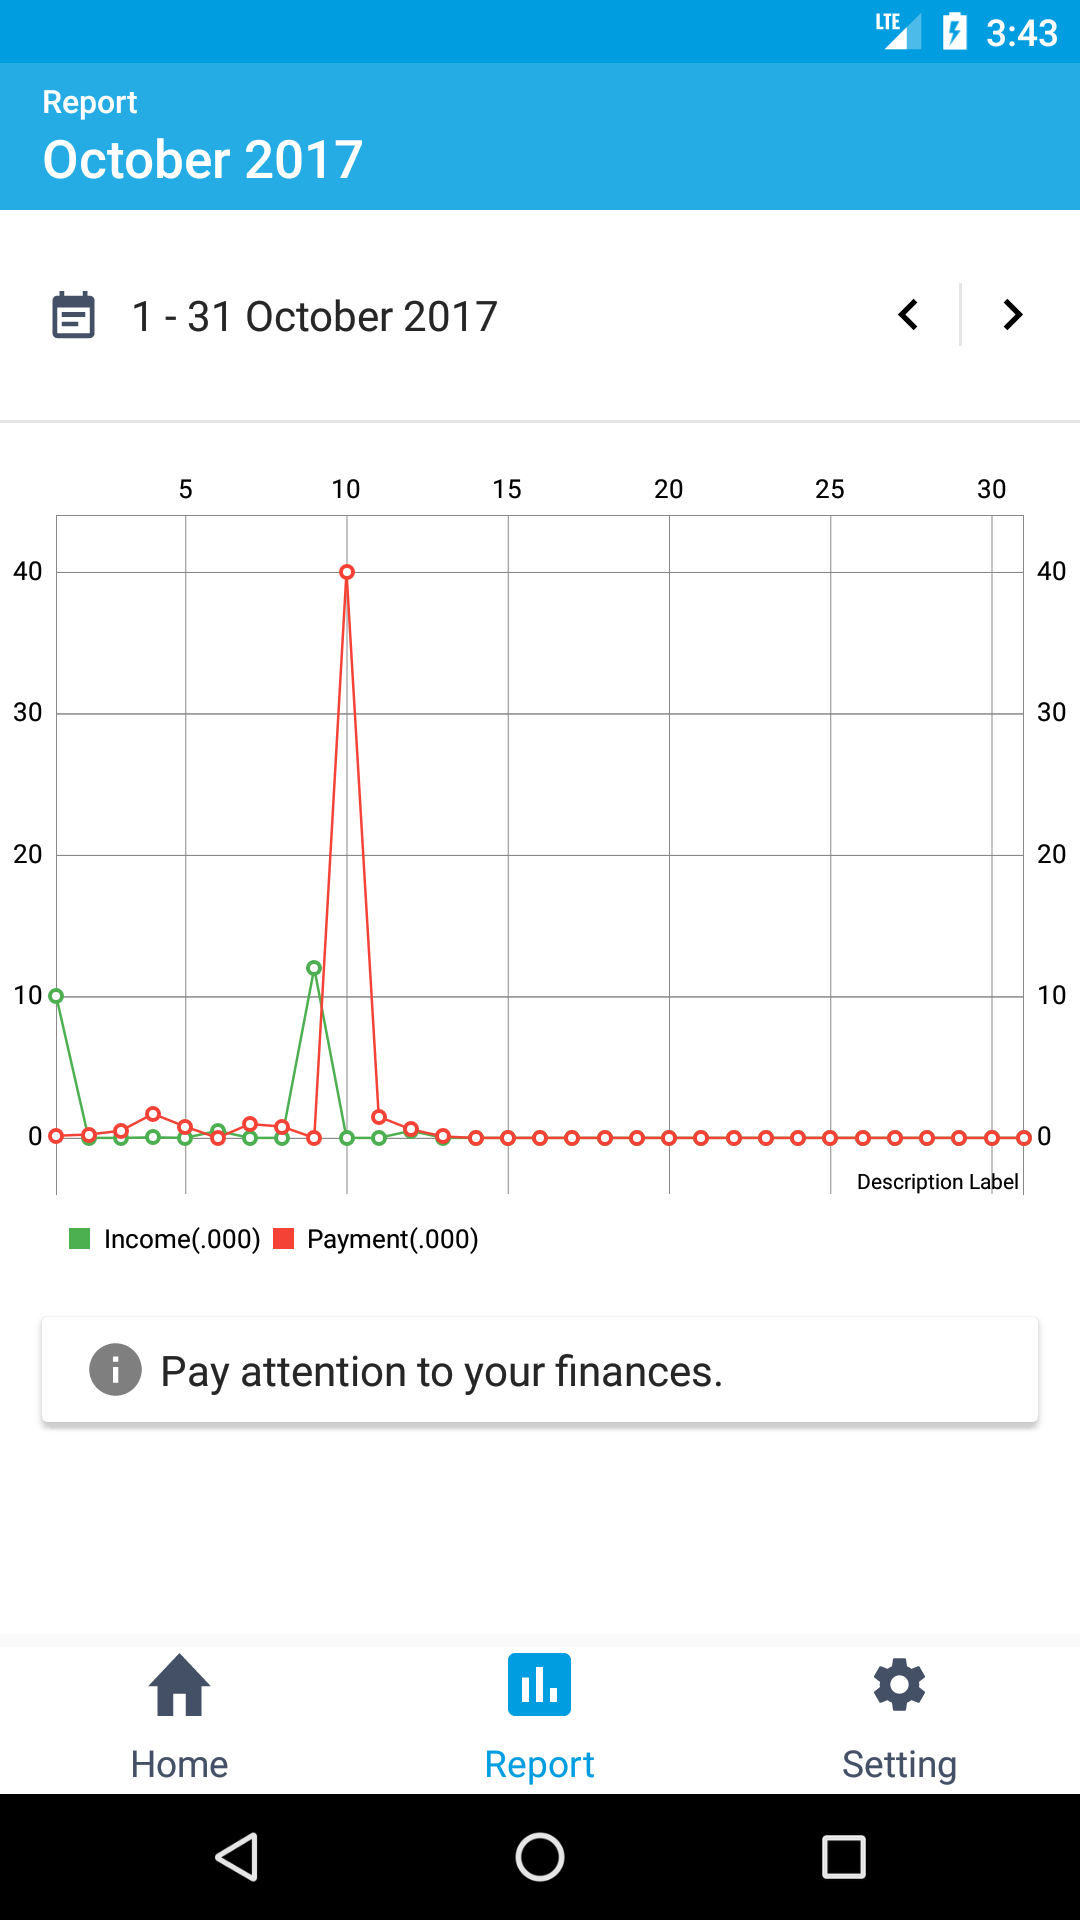 LTE 3:43
Report
October 2017
1 - 31 October 2017
5 10 15 20 25 30
40 40
30 30
20 20
10 10
0 0
Description Label
Income(.000) Payment(.000)
Pay attention to your finances.
Home Report Setting